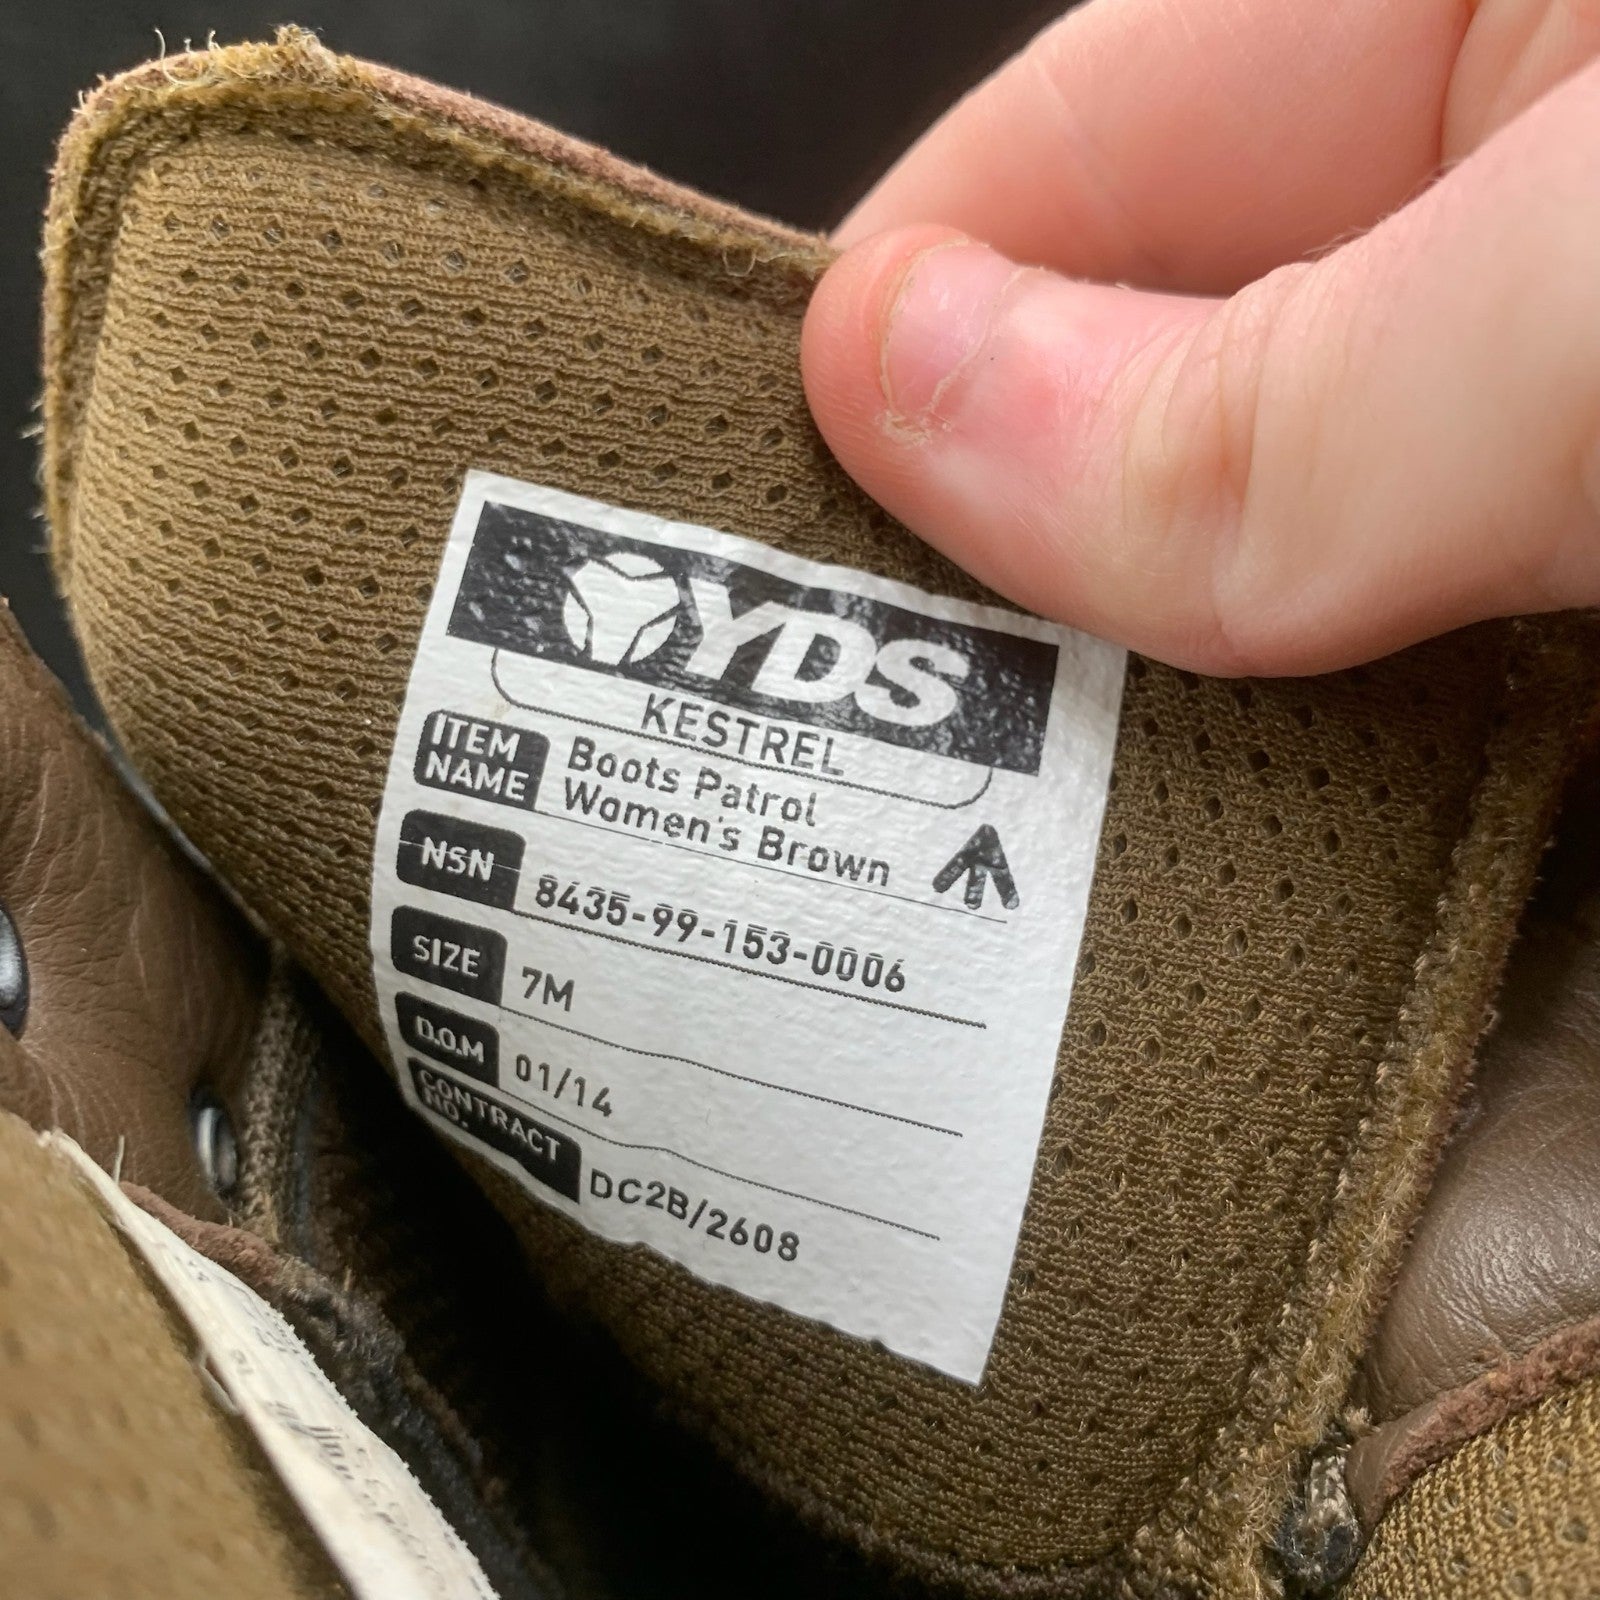 YDS
KESTREL
ITEM NAME
Boots Patrol
Women's Brown
NSN
8435-99-153-0006
SIZE
7M
D.O.M
01/14
CONTRACT NO.
DC2B/2608